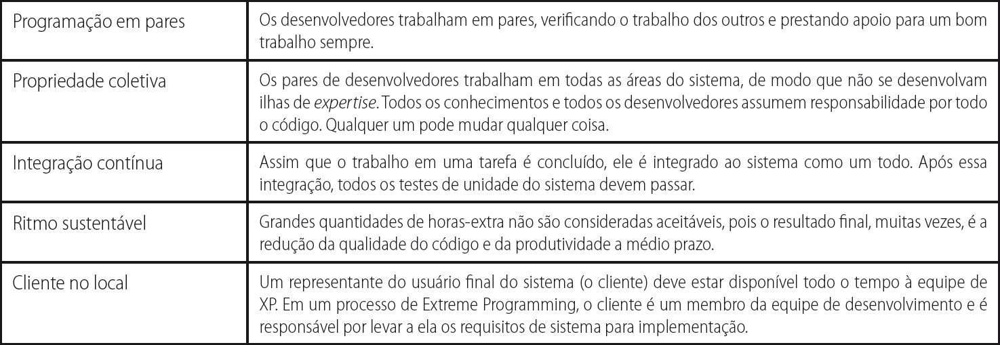 Programação em pares
Os desenvolvedores trabalham em pares, verificando o trabalho dos outros e prestando apoio para um bom
trabalho sempre.
Propriedade coletiva
Os pares de desenvolvedores trabalham em todas as áreas do sistema, de modo que não se desenvolvam
ilhas de expertise. Todos os conhecimentos e todos os desenvolvedores assumem responsabilidade por todo
o código. Qualquer um pode mudar qualquer coisa.
Integração contínua
Assim que o trabalho em uma tarefa é concluído, ele é integrado ao sistema como um todo. Após essa
integração, todos os testes de unidade do sistema devem passar.
Ritmo sustentável
Grandes quantidades de horas-extra não são consideradas aceitáveis, pois o resultado final, muitas vezes, é a
redução da qualidade do código e da produtividade a médio prazo.
Cliente no local
Um representante do usuário final do sistema (o cliente) deve estar disponível todo o tempo à equipe de
XP. Em um processo de Extreme Programming, o cliente é um membro da equipe de desenvolvimento e é
responsável por levar a ela os requisitos de sistema para implementação.